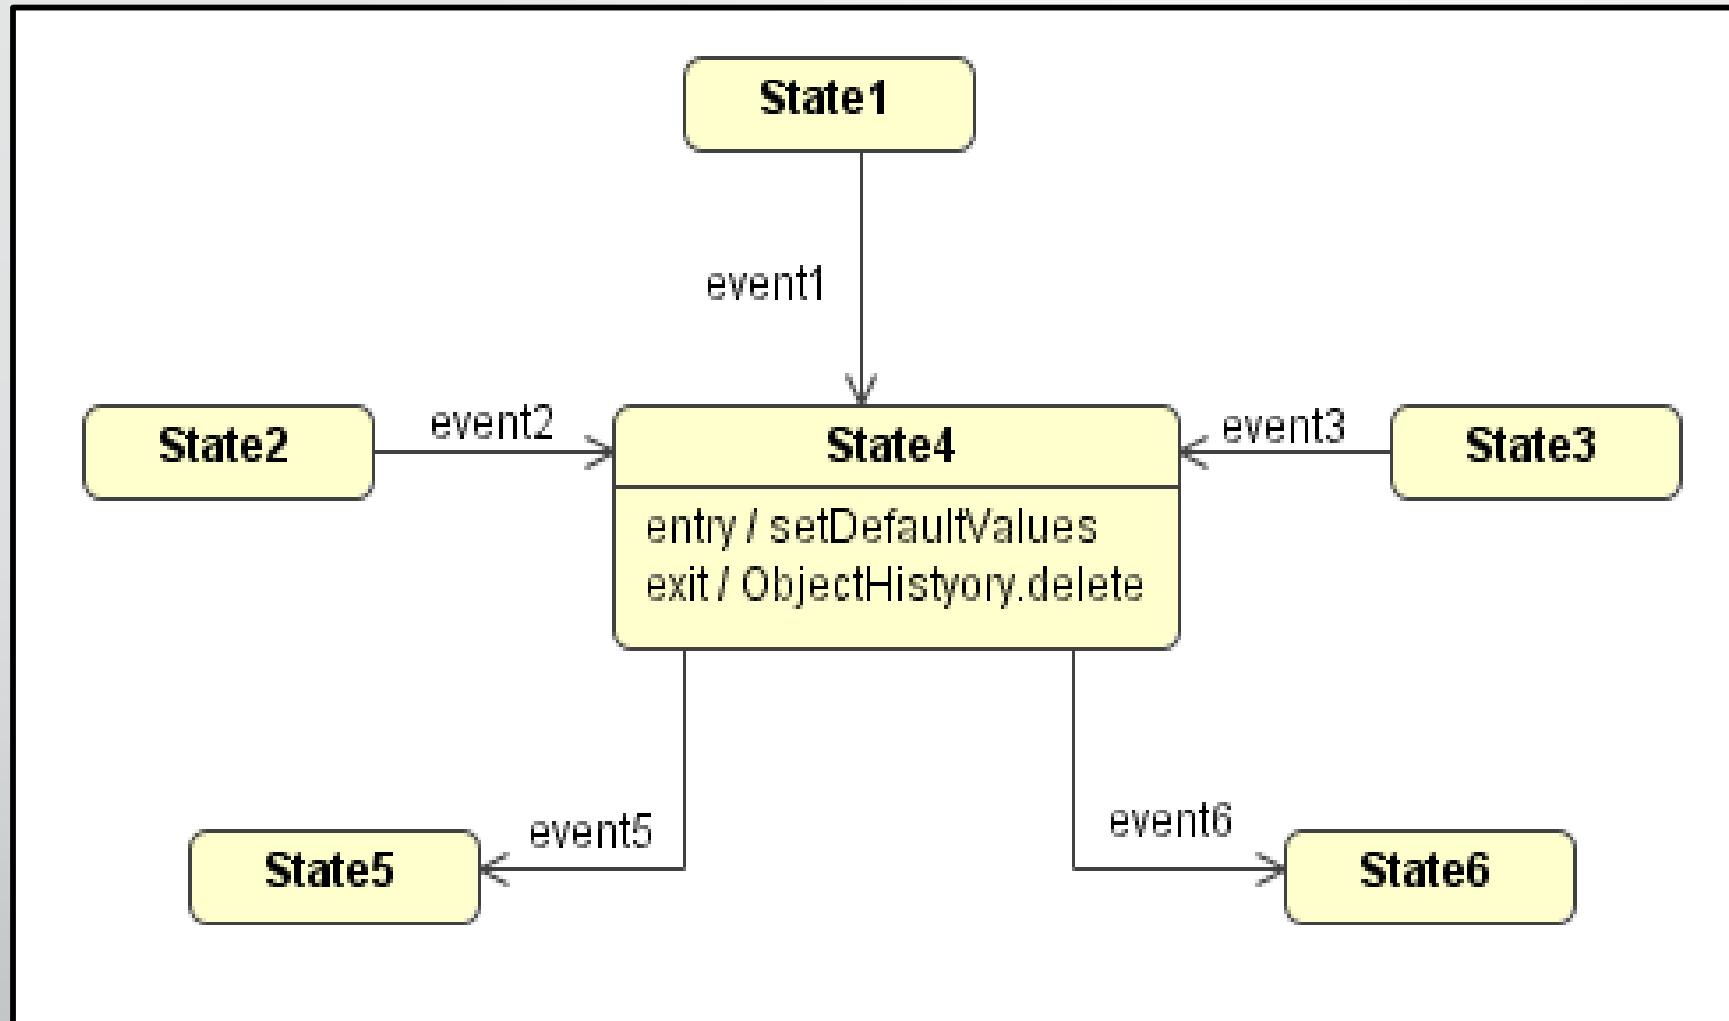 State1
event1
State2
event2
State4
event3
State3
entry / setDefaultValues
exit / ObjectHistyory.delete
event5
event6
State5
State6